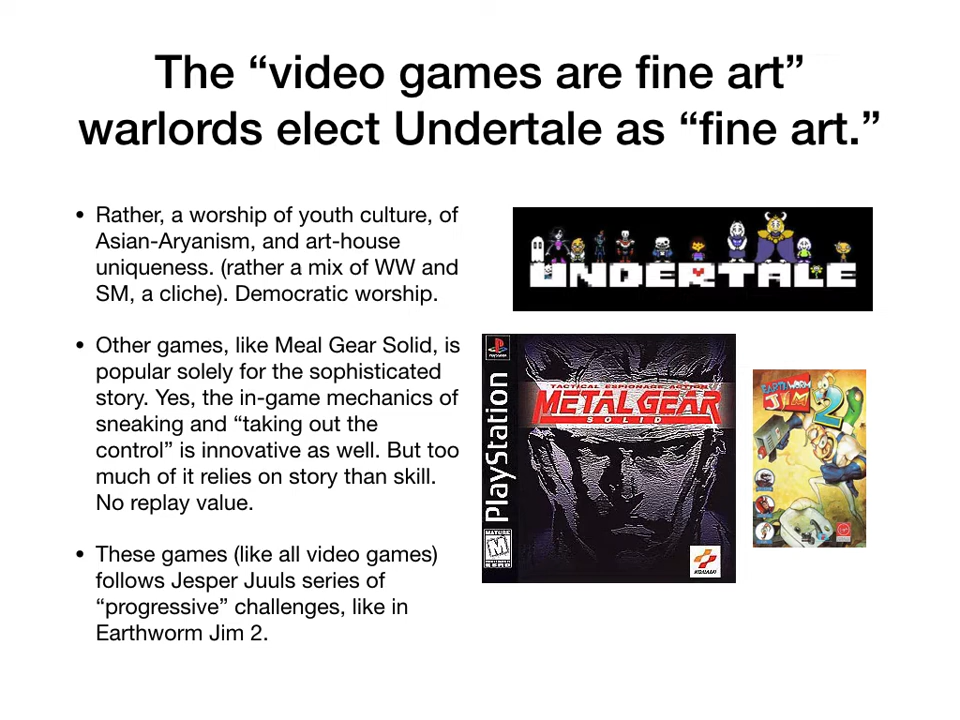 The “video games are fine art”
warlords elect Undertale as “fine art.”
• Rather, a worship of youth culture, of
Asian-Aryanism, and art-house
uniqueness. (rather a mix of WW and
SM, a cliche). Democratic worship.
• Other games, like Meal Gear Solid, is
popular solely for the sophisticated
story. Yes, the in-game mechanics of
sneaking and “taking out the
control” is innovative as well. But too
much of it relies on story than skill.
No replay value.
• These games (like all video games)
follows Jesper Juuls series of
“progressive” challenges, like in
Earthworm Jim 2.
UNDERTALE
PlayStation
TACTICAL ESPIONAGE ACTION
METAL GEAR
SOLID
MATURE
M
KONAMI
EARTHWORM
JIM
2